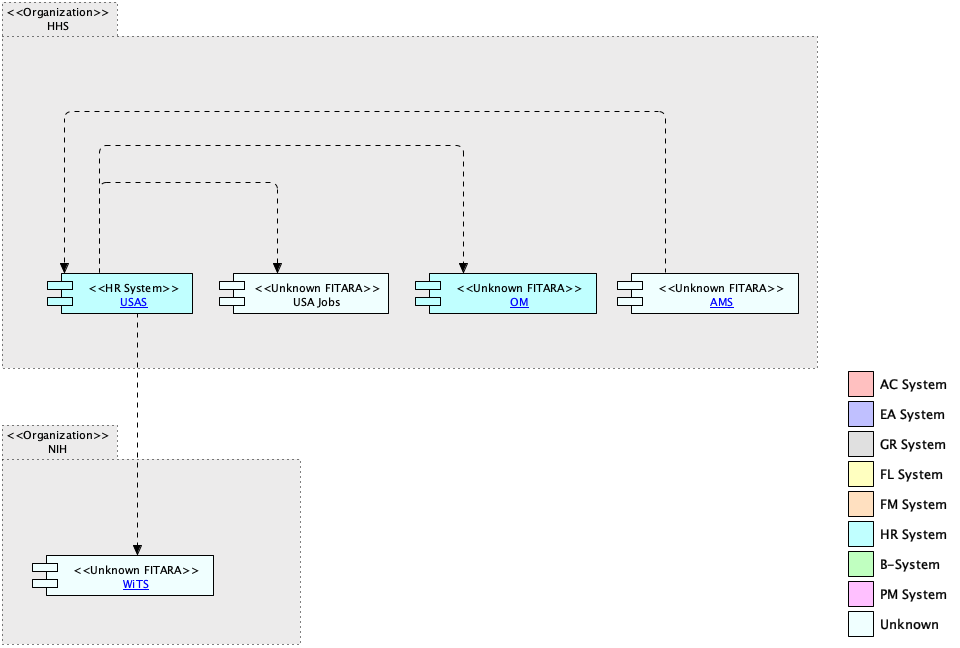 <<Organization>>
HHS
<<HR System>>
USAS
<<Unknown FITARA>>
USA Jobs
<<Unknown FITARA>>
OM
<<Unknown FITARA>>
AMS
<<Organization>>
NIH
<<Unknown FITARA>>
WiTS
AC System
EA System
GR System
FL System
FM System
HR System
B-System
PM System
Unknown